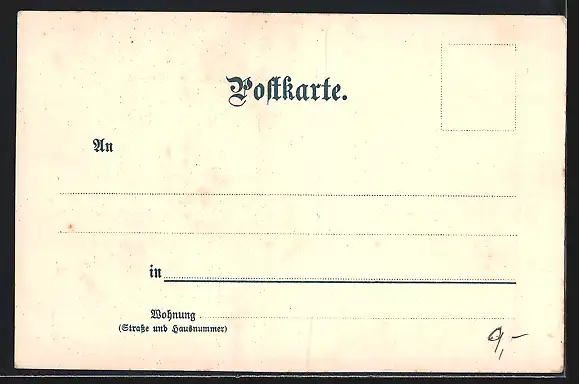 Postkarte.
An
in
Wohnung
(Straße und Hausnummer)
9,-